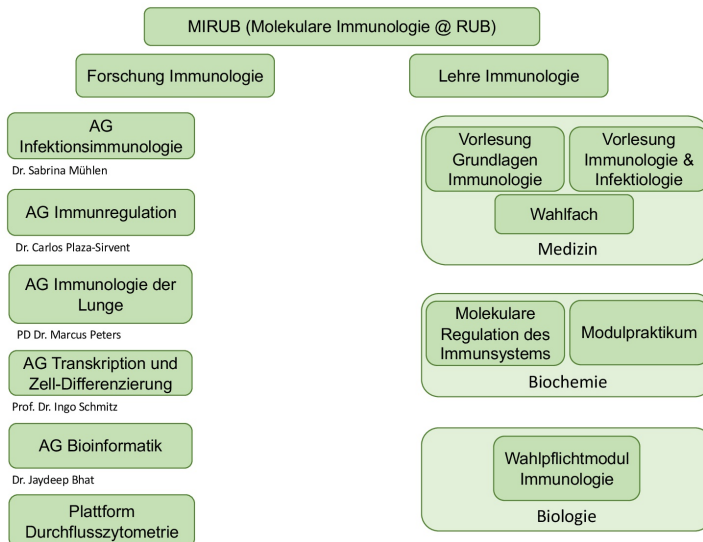 MIRUB (Molekulare Immunologie @ RUB)
Forschung Immunologie
AG
Infektionsimmunologie
Dr. Sabrina Mühlen
AG Immunregulation
Dr. Carlos Plaza-Sirvent
AG Immunologie der
Lunge
PD Dr. Marcus Peters
AG Transkription und
Zell-Differenzierung
Prof. Dr. Ingo Schmitz
AG Bioinformatik
Dr. Jaydeep Bhat
Plattform
Durchflusszytometrie
Lehre Immunologie
Vorlesung
Grundlagen
Immunologie
Vorlesung
Immunologie &
Infektiologie
Wahlfach
Medizin
Molekulare
Regulation des
Immunsystems
Modulpraktikum
Biochemie
Wahlpflichtmodul
Immunologie
Biologie